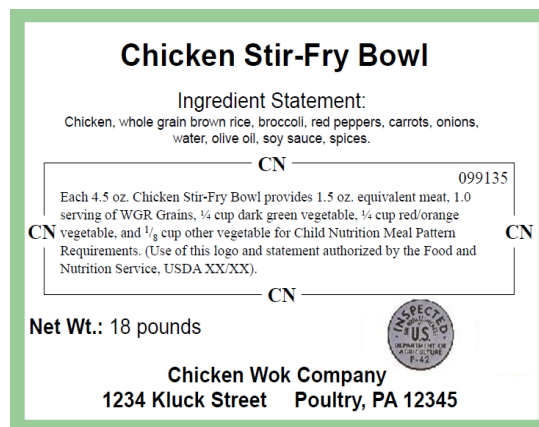 Chicken Stir-Fry Bowl
Ingredient Statement:
Chicken, whole grain brown rice, broccoli, red peppers, carrots, onions,
water, olive oil, soy sauce, spices.
CN
099135
Each 4.5 oz. Chicken Stir-Fry Bowl provides 1.5 oz. equivalent meat, 1.0
serving of WGR Grains, ¼ cup dark green vegetable, ¼ cup red/orange
CN vegetable, and 1/8 cup other vegetable for Child Nutrition Meal Pattern CN
Requirements. (Use of this logo and statement authorized by the Food and
Nutrition Service, USDA XX/XX).
CN
Net Wt.: 18 pounds
INSPECTED
U.S.
DEPARTMENT OF
AGRICULTURE
P-42
Chicken Wok Company
1234 Kluck Street Poultry, PA 12345